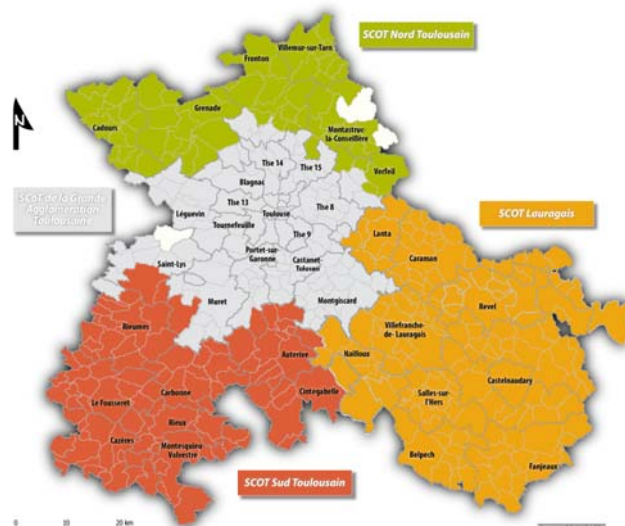 SCOT Nord Toulousain
Villemur-sur-Tarn
Fronton
Grenade
Cadours
Montastruc
la-Conseillère
Verfeil
Tlse 14
Tlse 15
Blagnac
SCoT de la Grande
Agglomération
Toulousaine
Tlse 13
Tlse 8
Léguevin
Toulouse
Tournefeuille
Tlse 9
Portet-sur-
Garonne
Castanet-
Tolosan
Saint-Lys
Muret
Montgiscard
SCOT Lauragais
Lanta
Caraman
Revel
Villefranche-
de- Lauragais
Nailloux
Castelnaudary
Salles-sur-
l'Hers
Belpech
Fanjeaux
Rieumes
Auterive
Cintegabelle
Le Fousseret
Carbonne
Rieux
Cazères
Montesquieu
Volvestre
SCOT Sud Toulousain
0 10 20 km
N